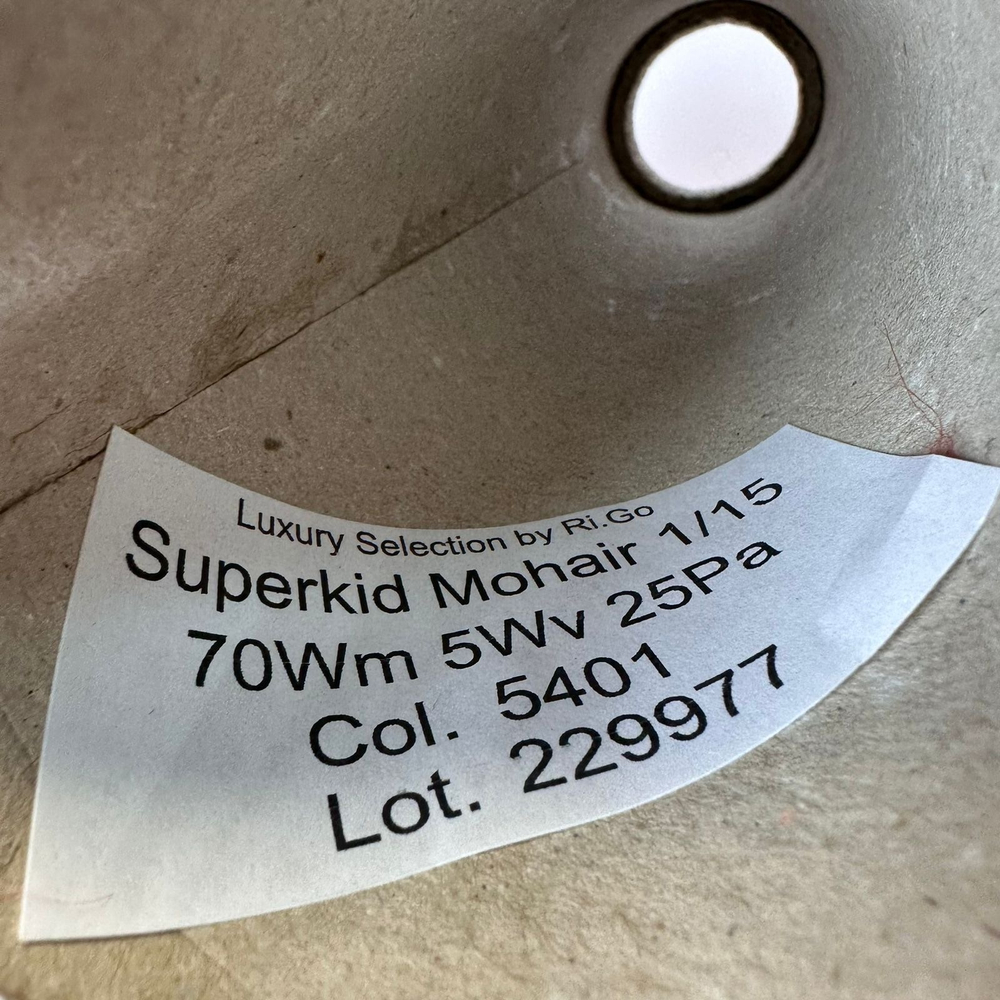 Luxury Selection by Ri.Go
Superkid Mohair 1/15
70Wm 5Wv 25Pa
Col. 5401
Lot. 229977